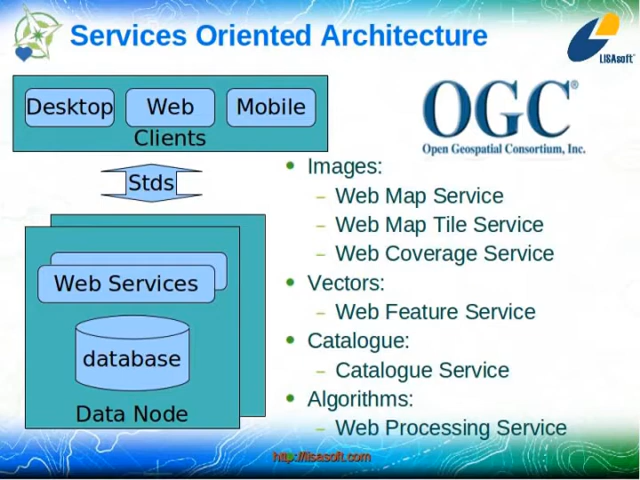 Services Oriented Architecture
LISAsoft
Desktop
Web
Mobile
Clients
Stds
Web Services
database
Data Node
OGC®
Open Geospatial Consortium, Inc.
• Images:
– Web Map Service
– Web Map Tile Service
– Web Coverage Service
• Vectors:
– Web Feature Service
• Catalogue:
– Catalogue Service
• Algorithms:
– Web Processing Service
http://lisasoft.com